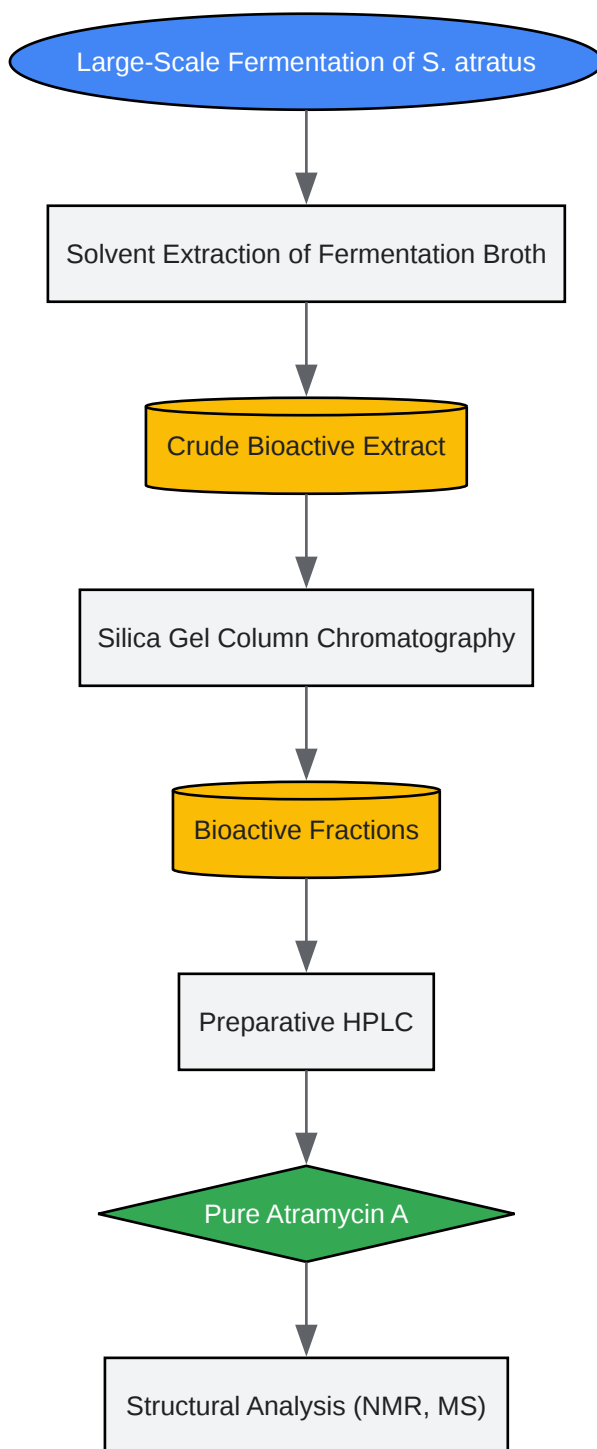 Large-Scale Fermentation of S. atratus
Solvent Extraction of Fermentation Broth
Crude Bioactive Extract
Silica Gel Column Chromatography
Bioactive Fractions
Preparative HPLC
Pure Atramycin A
Structural Analysis (NMR, MS)